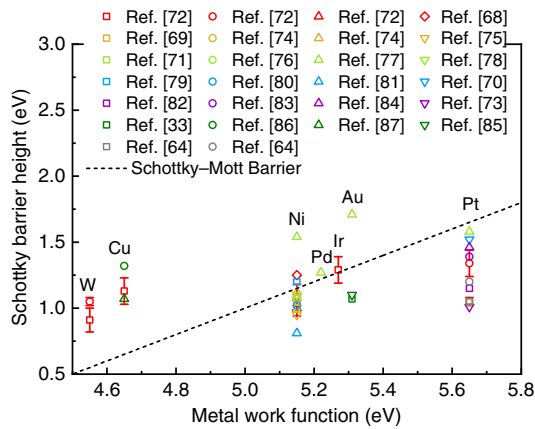 Ref. [72] Ref. [72] Ref. [72] Ref. [68]
Ref. [69] Ref. [74] Ref. [74] Ref. [75]
Ref. [71] Ref. [76] Ref. [77] Ref. [78]
Ref. [79] Ref. [80] Ref. [81] Ref. [70]
Ref. [82] Ref. [83] Ref. [84] Ref. [73]
Ref. [33] Ref. [86] Ref. [87] Ref. [85]
Ref. [64] Ref. [64]
Schottky–Mott Barrier
3.0
2.5
2.0
1.5
1.0
0.5
Schottky barrier height (eV)
W
Cu
Ni
Pd
Ir
Au
Pt
4.6 4.8 5.0 5.2 5.4 5.6 5.8
Metal work function (eV)